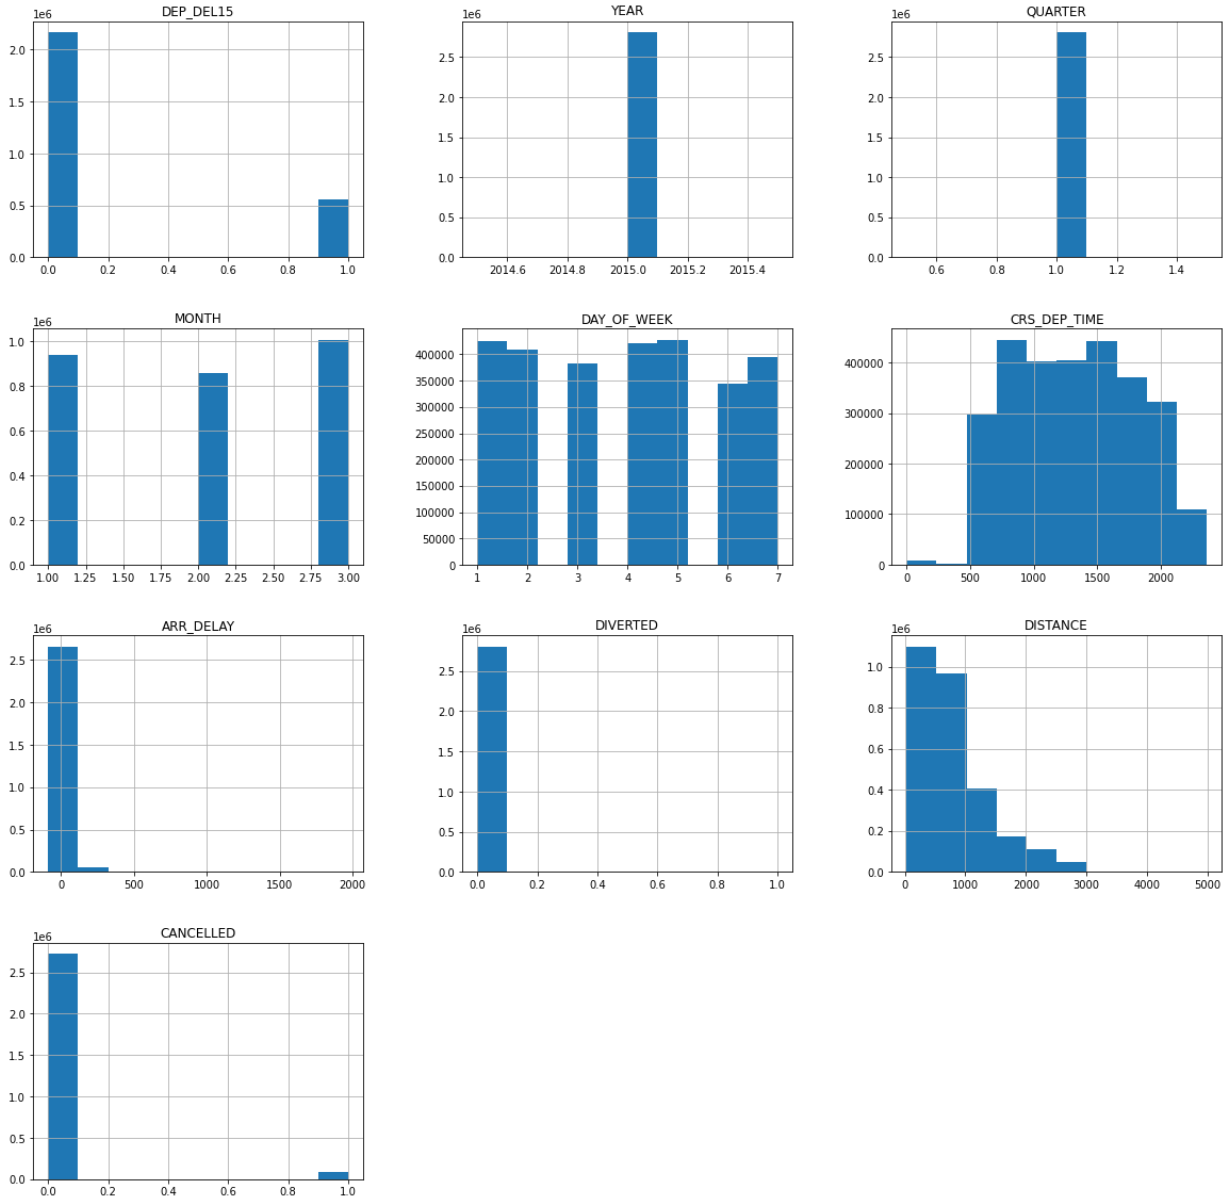 DEP_DEL15
1e6
2.0
1.5
1.0
0.5
0.0
0.0 0.2 0.4 0.6 0.8 1.0
YEAR
1e6
2.5
2.0
1.5
1.0
0.5
0.0
2014.6 2014.8 2015.0 2015.2 2015.4
QUARTER
1e6
2.5
2.0
1.5
1.0
0.5
0.0
0.6 0.8 1.0 1.2 1.4
MONTH
1e6
1.0
0.8
0.6
0.4
0.2
0.0
1.00 1.25 1.50 1.75 2.00 2.25 2.50 2.75 3.00
DAY_OF_WEEK
400000
350000
300000
250000
200000
150000
100000
50000
0
1 2 3 4 5 6 7
CRS_DEP_TIME
400000
300000
200000
100000
0
0 500 1000 1500 2000
ARR_DELAY
1e6
2.5
2.0
1.5
1.0
0.5
0.0
0 500 1000 1500 2000
DIVERTED
1e6
2.5
2.0
1.5
1.0
0.5
0.0
0.0 0.2 0.4 0.6 0.8 1.0
DISTANCE
1e6
1.0
0.8
0.6
0.4
0.2
0.0
0 1000 2000 3000 4000 5000
CANCELLED
1e6
2.5
2.0
1.5
1.0
0.5
0.0
0.0 0.2 0.4 0.6 0.8 1.0